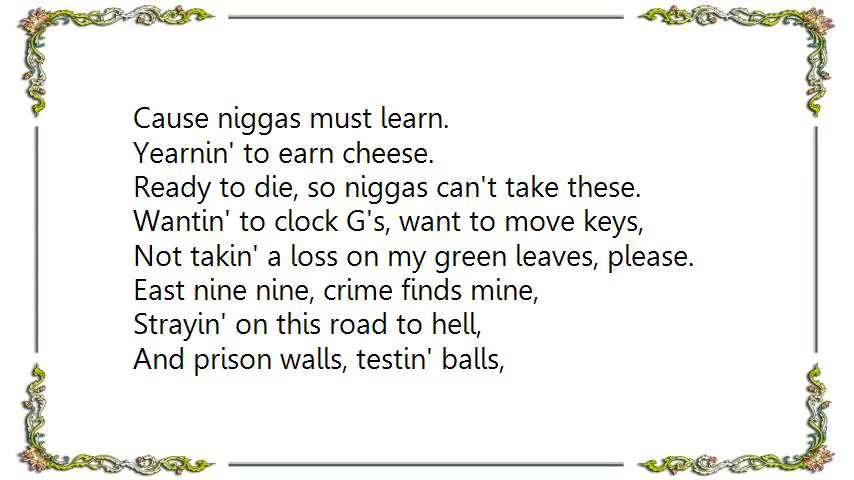 Cause niggas must learn.
Yearnin' to earn cheese.
Ready to die, so niggas can't take these.
Wantin' to clock G's, want to move keys,
Not takin' a loss on my green leaves, please.
East nine nine, crime finds mine,
Strayin' on this road to hell,
And prison walls, testin' balls,